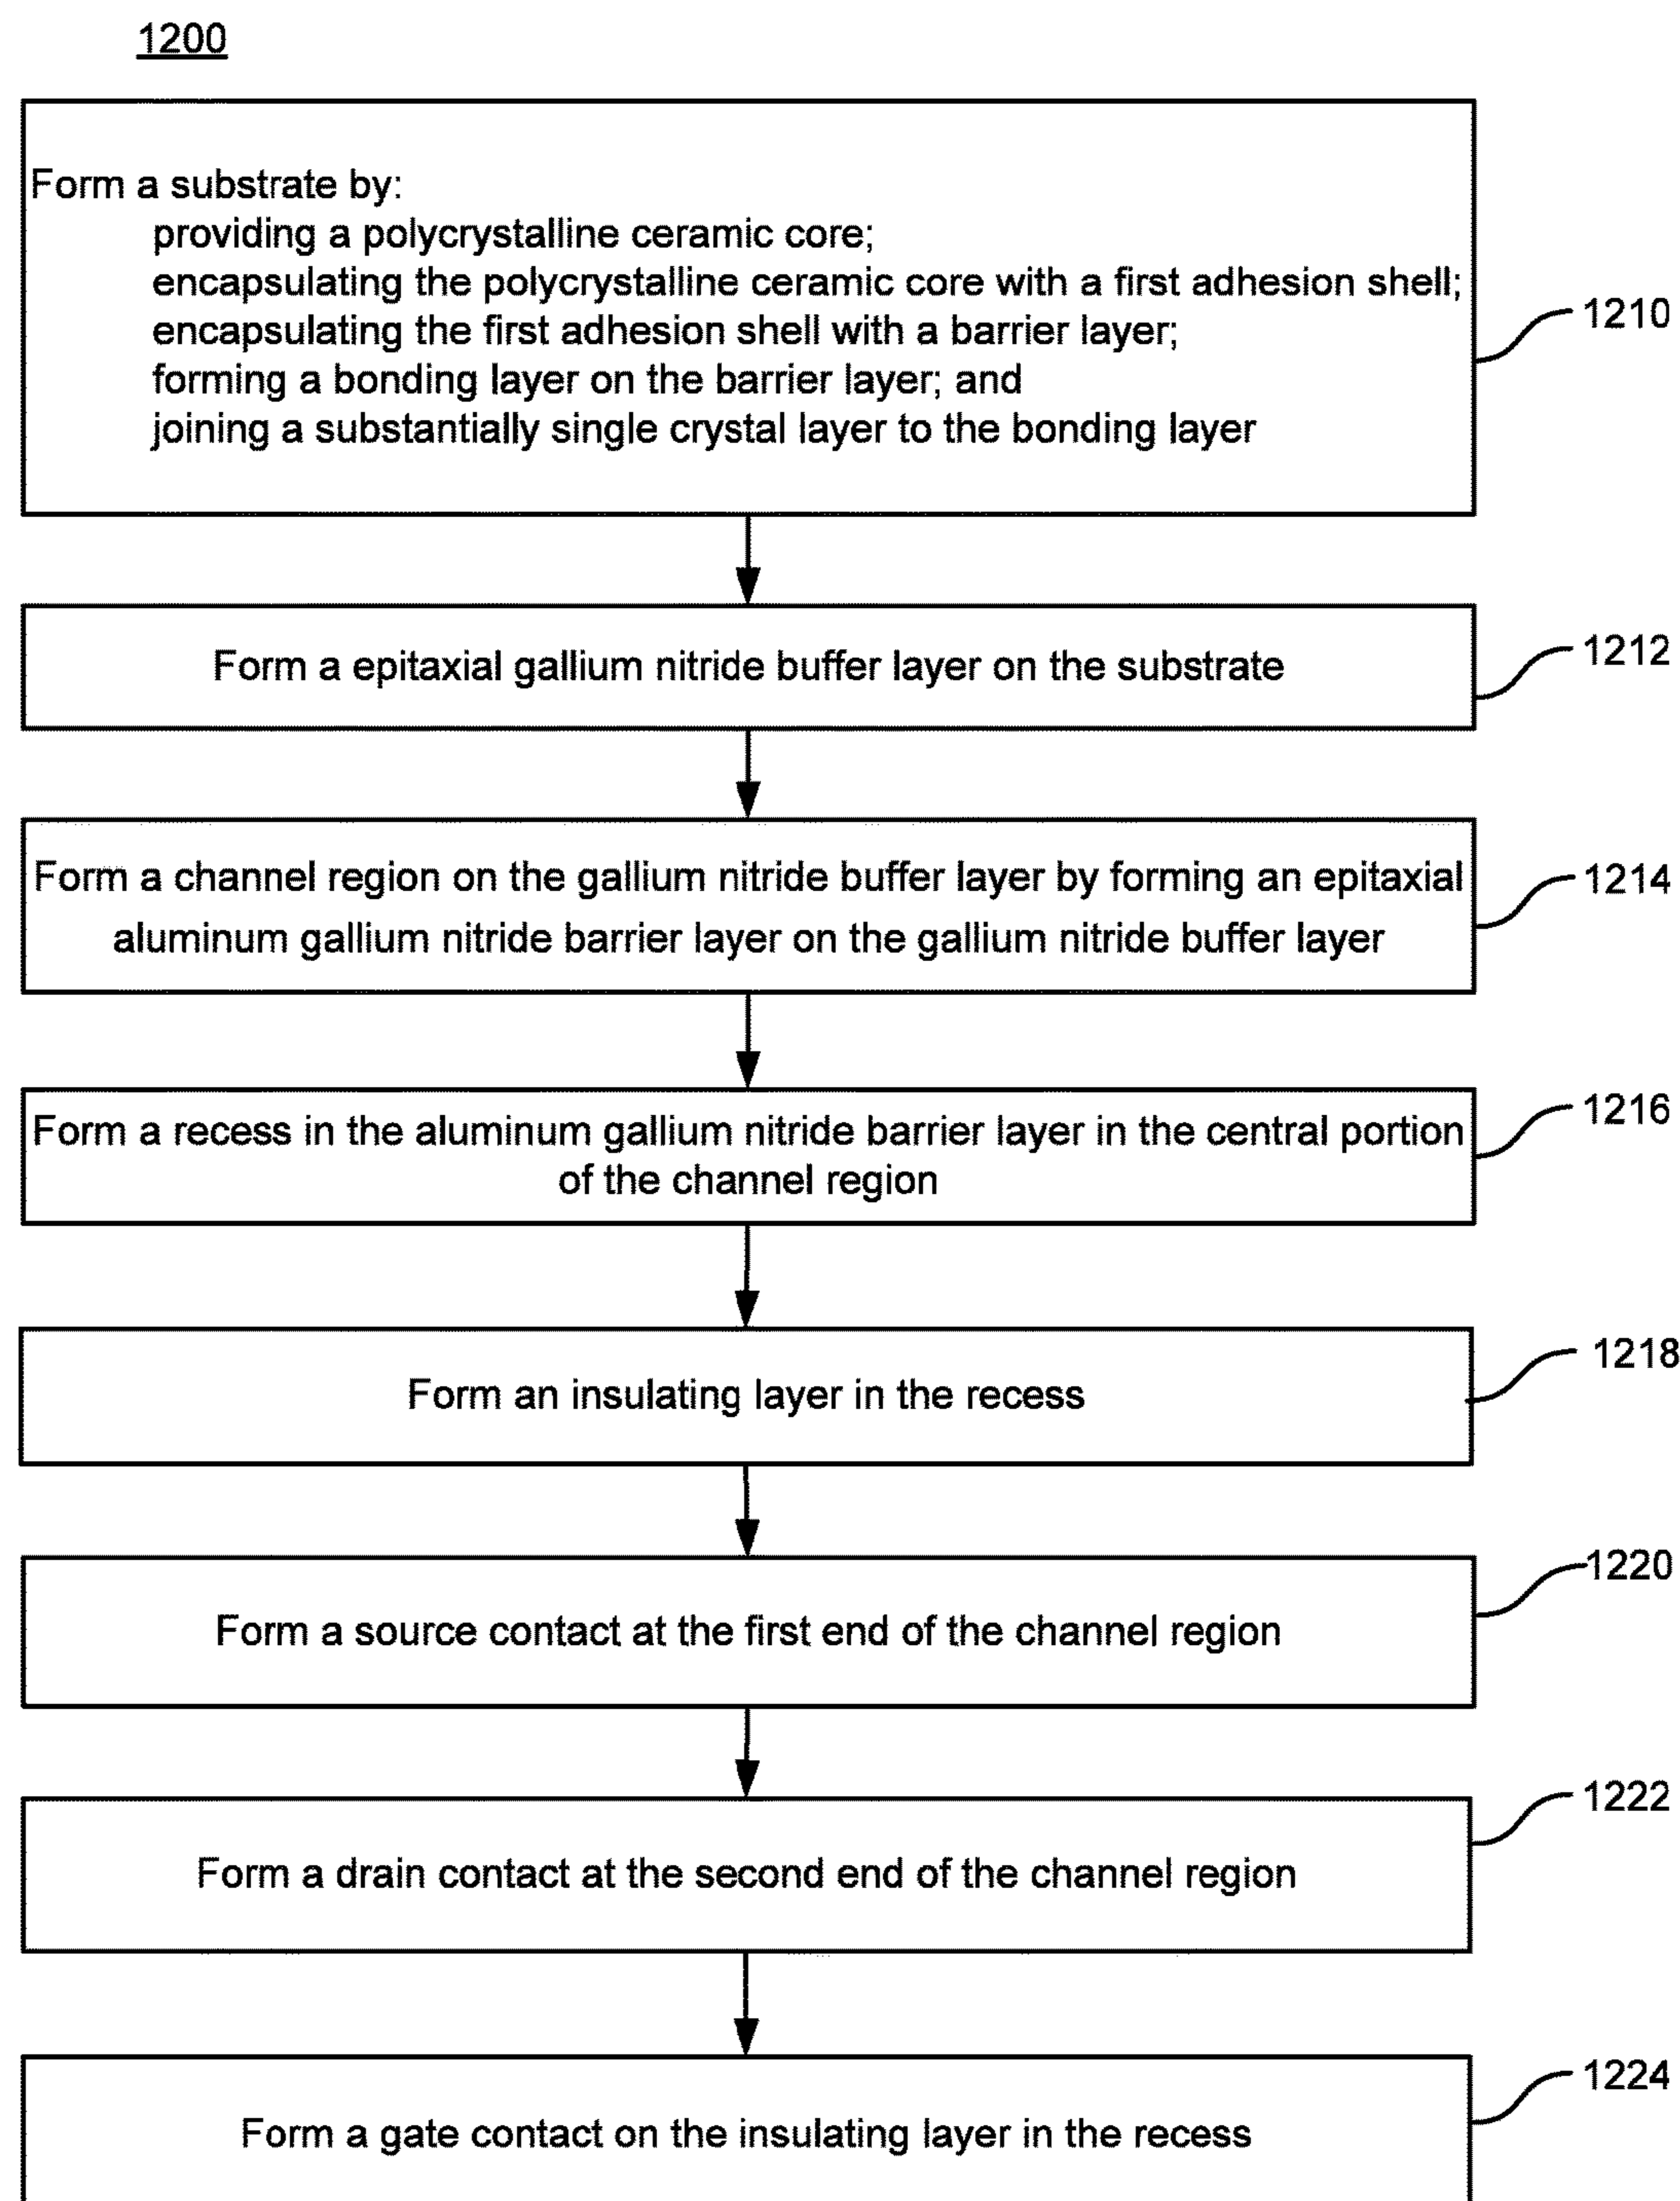 1200
Form a substrate by:
providing a polycrystalline ceramic core;
encapsulating the polycrystalline ceramic core with a first adhesion shell;
encapsulating the first adhesion shell with a barrier layer;
forming a bonding layer on the barrier layer; and
joining a substantially single crystal layer to the bonding layer
1210
Form a epitaxial gallium nitride buffer layer on the substrate
1212
Form a channel region on the gallium nitride buffer layer by forming an epitaxial
aluminum gallium nitride barrier layer on the gallium nitride buffer layer
1214
Form a recess in the aluminum gallium nitride barrier layer in the central portion
of the channel region
1216
Form an insulating layer in the recess
1218
Form a source contact at the first end of the channel region
1220
Form a drain contact at the second end of the channel region
1222
Form a gate contact on the insulating layer in the recess
1224